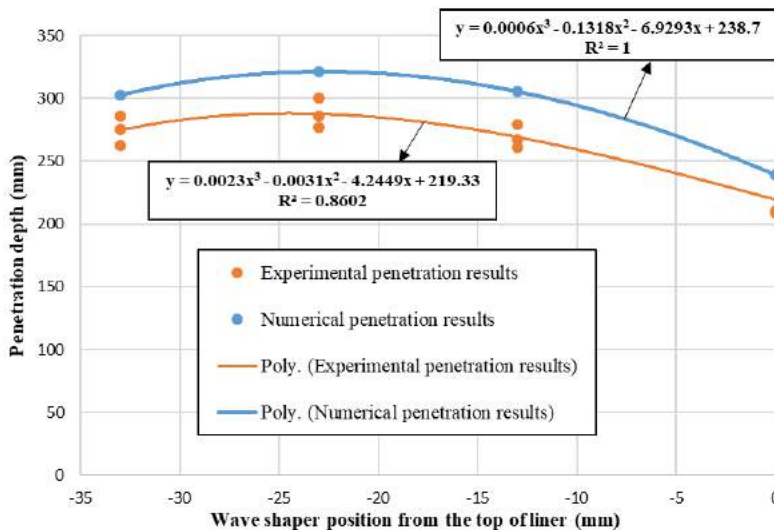 y = 0.0006x³ - 0.1318x² - 6.9293x + 238.7
R² = 1
y = 0.0023x³ - 0.0031x² - 4.2449x + 219.33
R² = 0.8602
Penetration depth (mm)
350
300
250
200
150
100
50
0
Experimental penetration results
Numerical penetration results
Poly. (Experimental penetration results)
Poly. (Numerical penetration results)
-35
-30
-25
-20
-15
-10
-5
0
Wave shaper position from the top of liner (mm)